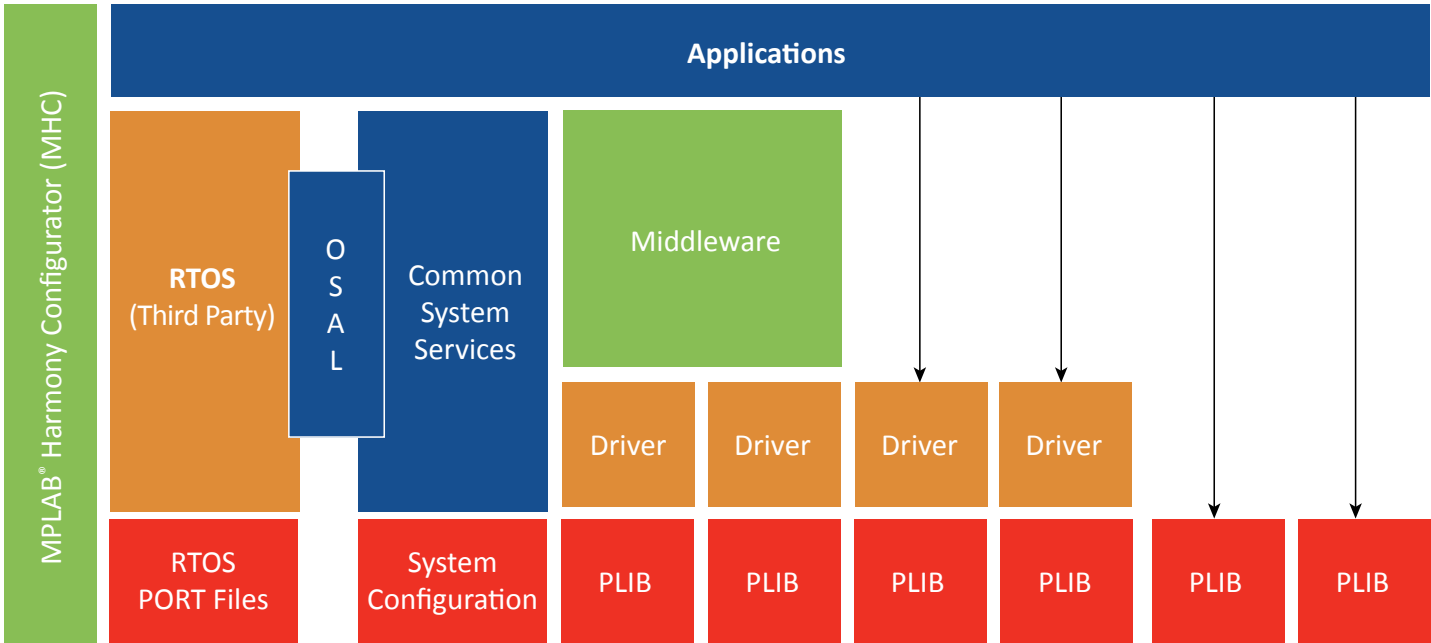 MPLAB® Harmony Configurator (MHC)
Applications
RTOS
(Third Party)
O
S
A
L
Common
System
Services
Middleware
Driver
Driver
Driver
Driver
RTOS
PORT Files
System
Configuration
PLIB
PLIB
PLIB
PLIB
PLIB
PLIB